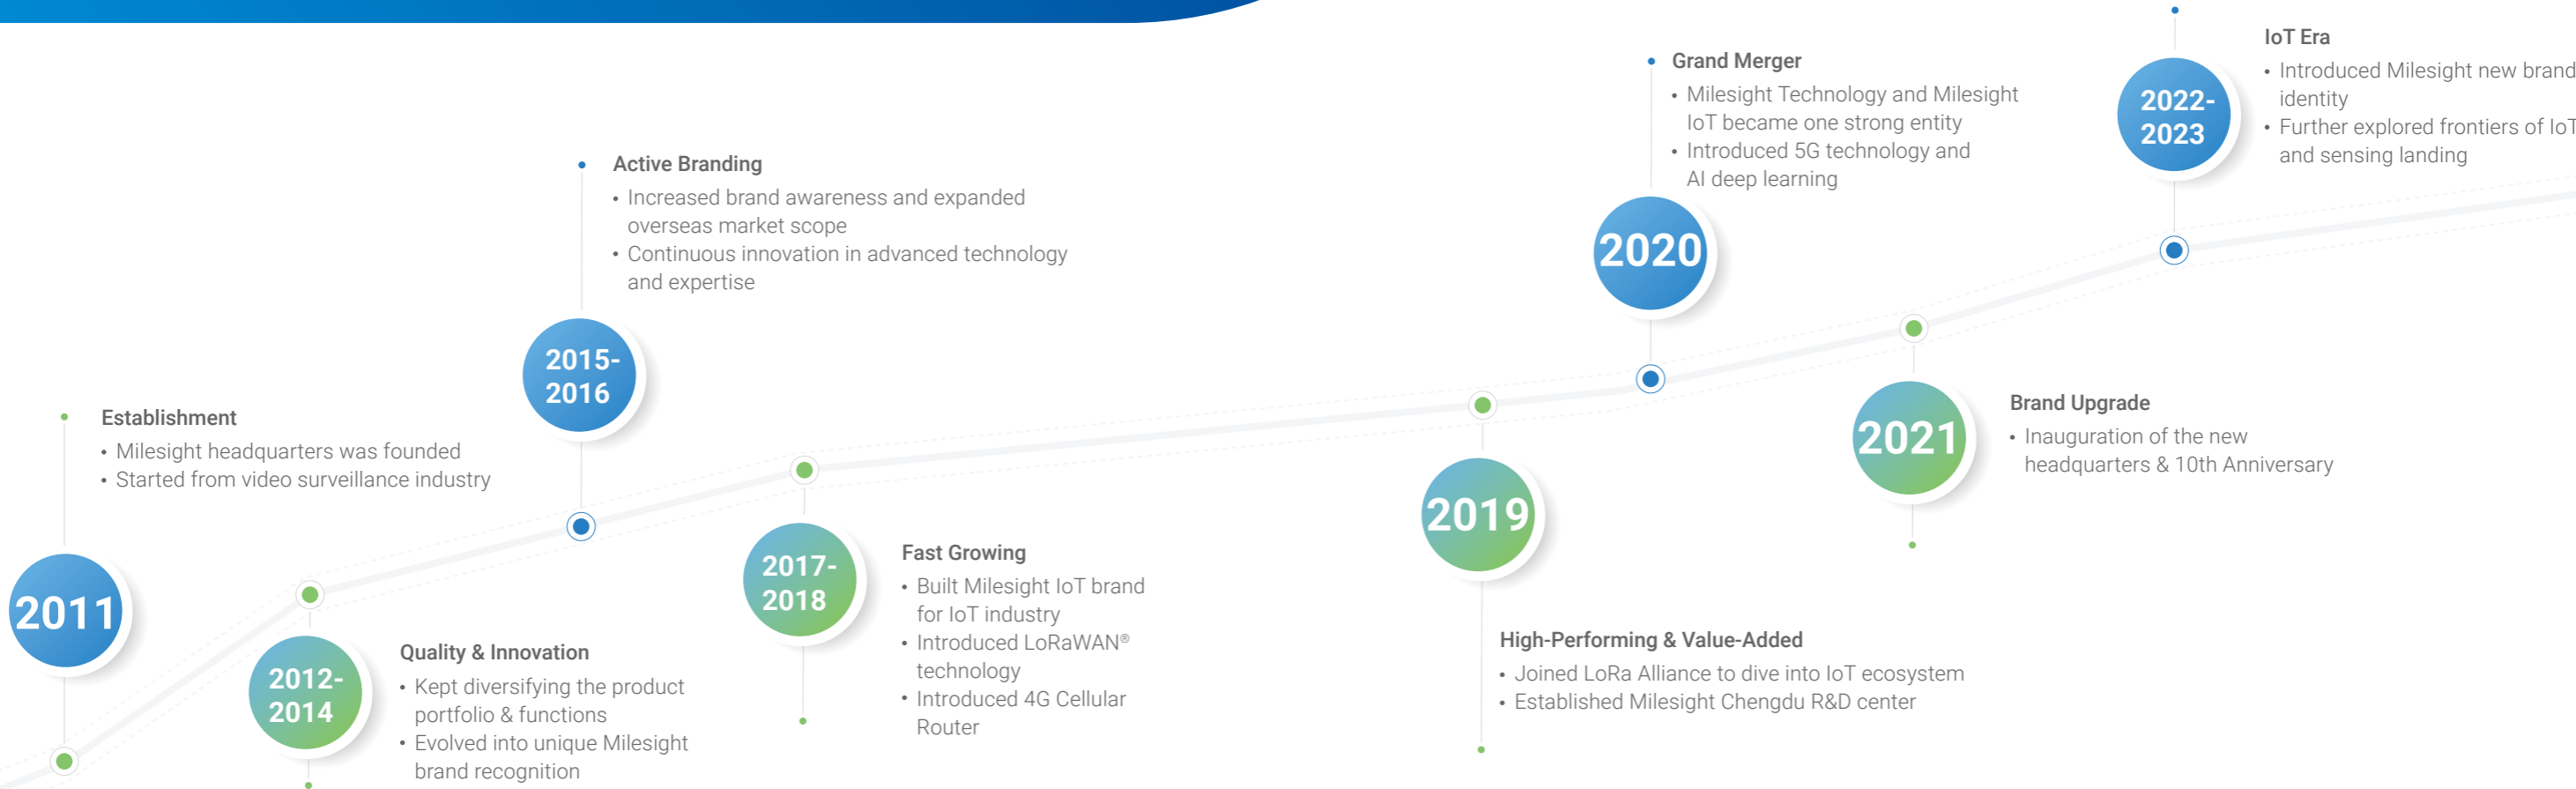 2011
Establishment
• Milesight headquarters was founded
• Started from video surveillance industry
2012-
2014
Quality & Innovation
• Kept diversifying the product
portfolio & functions
• Evolved into unique Milesight
brand recognition
2015-
2016
Active Branding
• Increased brand awareness and expanded
overseas market scope
• Continuous innovation in advanced technology
and expertise
2017-
2018
Fast Growing
• Built Milesight IoT brand
for IoT industry
• Introduced LoRaWAN®
technology
• Introduced 4G Cellular
Router
2019
High-Performing & Value-Added
• Joined LoRa Alliance to dive into IoT ecosystem
• Established Milesight Chengdu R&D center
2020
Grand Merger
• Milesight Technology and Milesight
IoT became one strong entity
• Introduced 5G technology and
AI deep learning
2021
Brand Upgrade
• Inauguration of the new
headquarters & 10th Anniversary
2022-
2023
IoT Era
• Introduced Milesight new brand
identity
• Further explored frontiers of IoT
and sensing landing